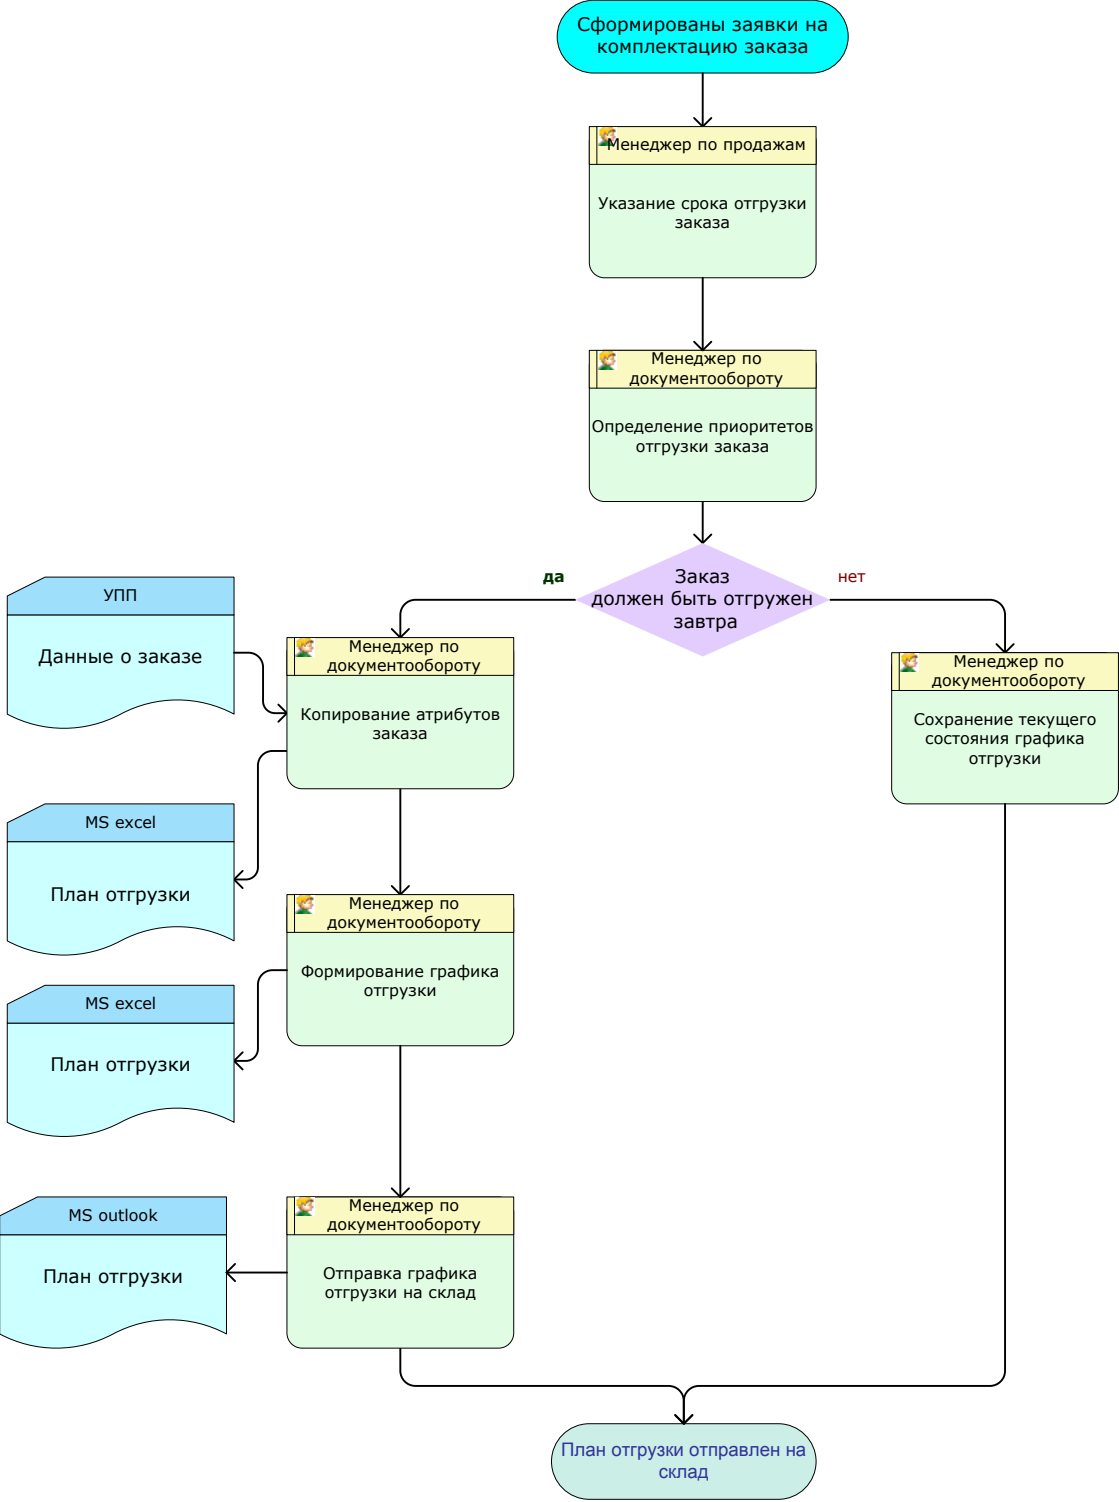 Сформированы заявки на
комплектацию заказа
Менеджер по продажам
Указание срока отгрузки
заказа
Менеджер по
документообороту
Определение приоритетов
отгрузки заказа
да
Заказ
должен быть отгружен
завтра
нет
УПП
Данные о заказе
Менеджер по
документообороту
Копирование атрибутов
заказа
Менеджер по
документообороту
Сохранение текущего
состояния графика
отгрузки
MS excel
План отгрузки
Менеджер по
документообороту
Формирование графика
отгрузки
MS excel
План отгрузки
MS outlook
План отгрузки
Менеджер по
документообороту
Отправка графика
отгрузки на склад
План отгрузки отправлен на
склад